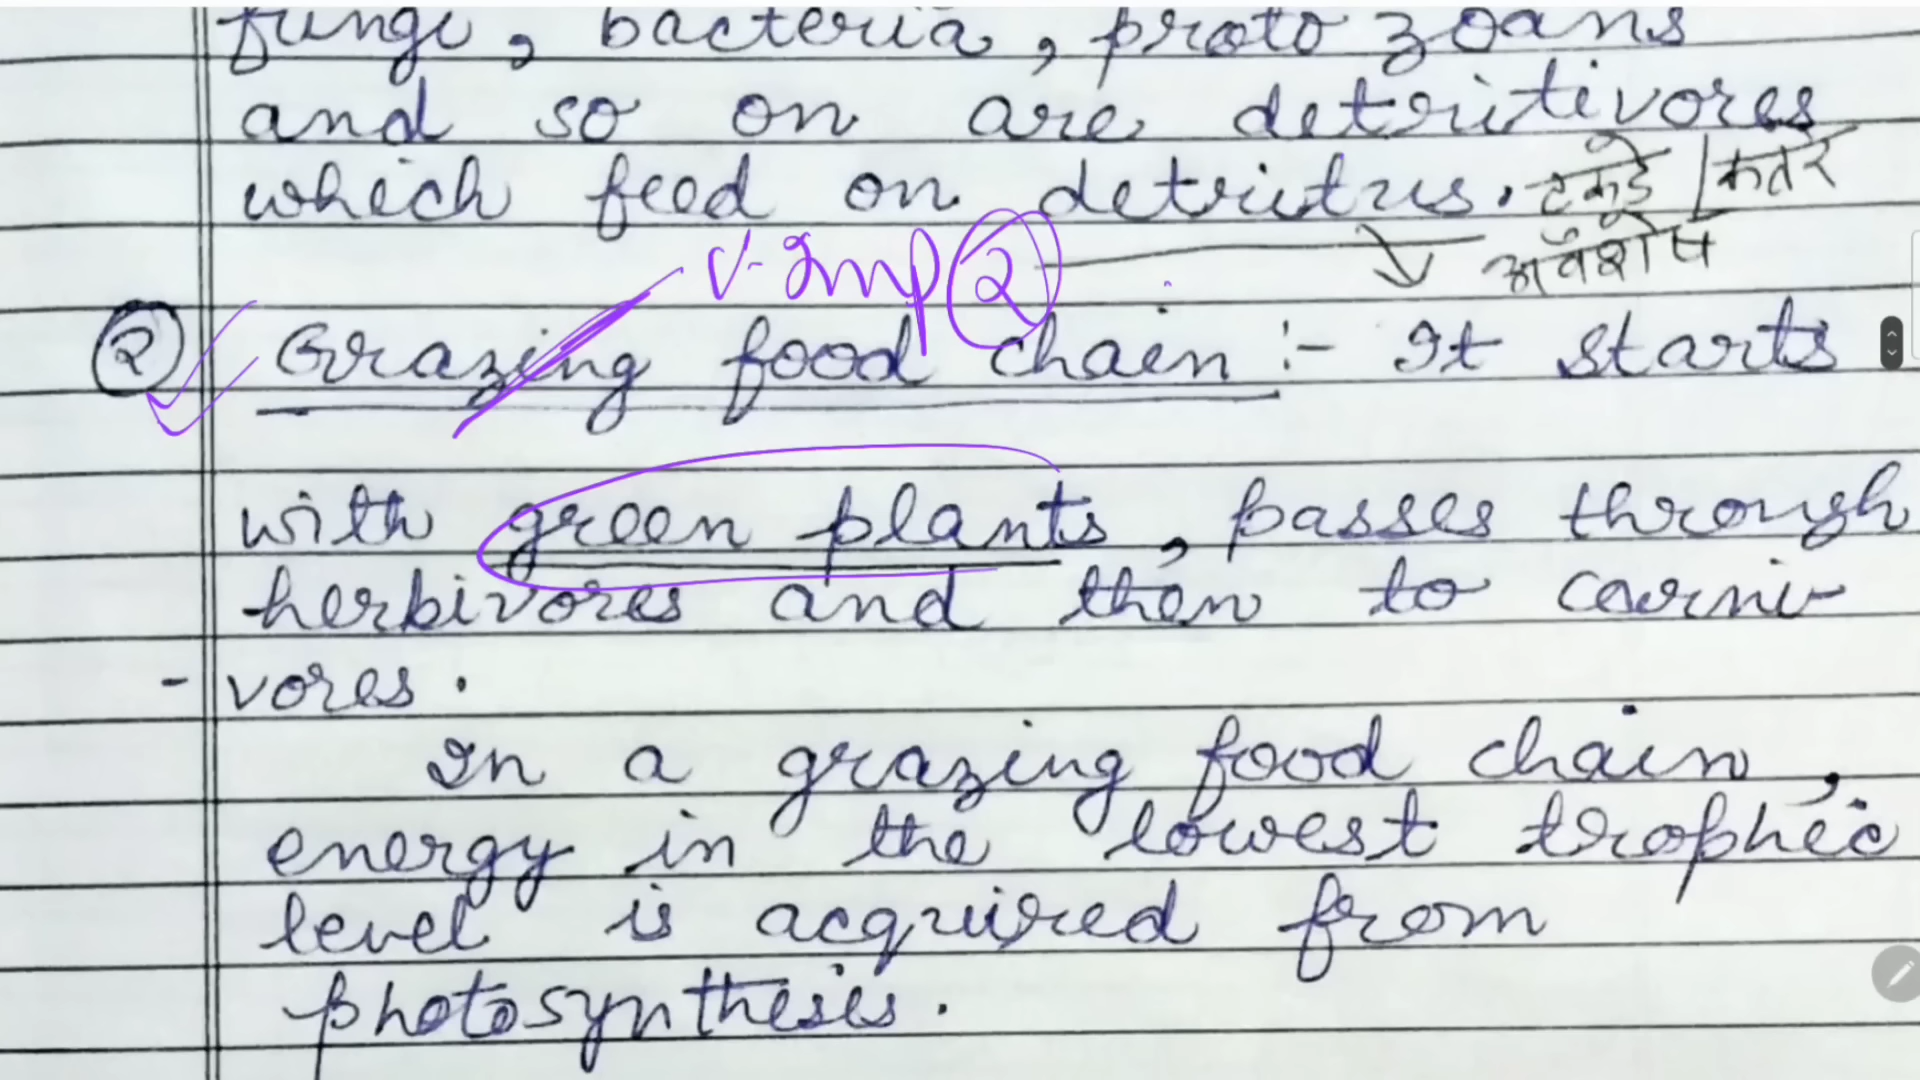 fungi, bacteria, protozoans
and so on are detritivores
which feed on detritus. टुकड़े / कतरे
V. Imp ② अवशेष
② Grazing food chain :- It starts
with green plants, passes through
herbivores and then to carni-
- vores.
In a grazing food chain,
energy in the lowest trophic
level is acquired from
photosynthesis.